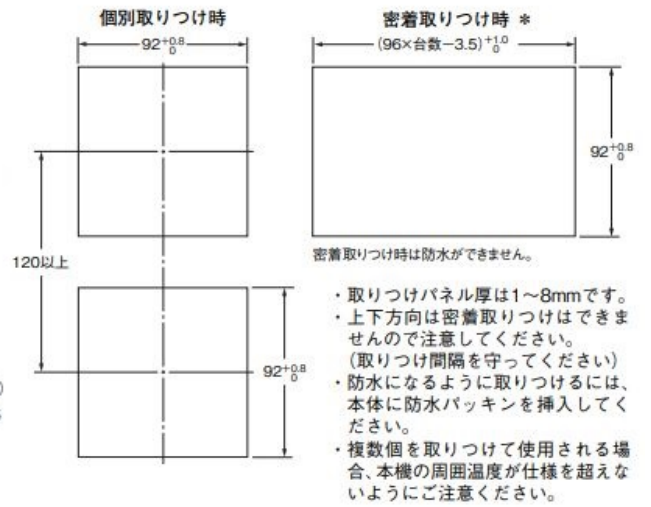 個別取りつけ時
92+0.8 0
120以上
92+0.8 0
密着取りつけ時 *
(96×台数−3.5)+1.0 0
92+0.8 0
密着取りつけ時は防水ができません。
・取りつけパネル厚は1〜8mmです。
・上下方向は密着取りつけはできま
せんので注意してください。
(取りつけ間隔を守ってください)
・防水になるように取りつけるには、
本体に防水パッキンを挿入してく
ださい。
・複数個を取りつけて使用される場
合、本機の周囲温度が仕様を超えな
いようにご注意ください。